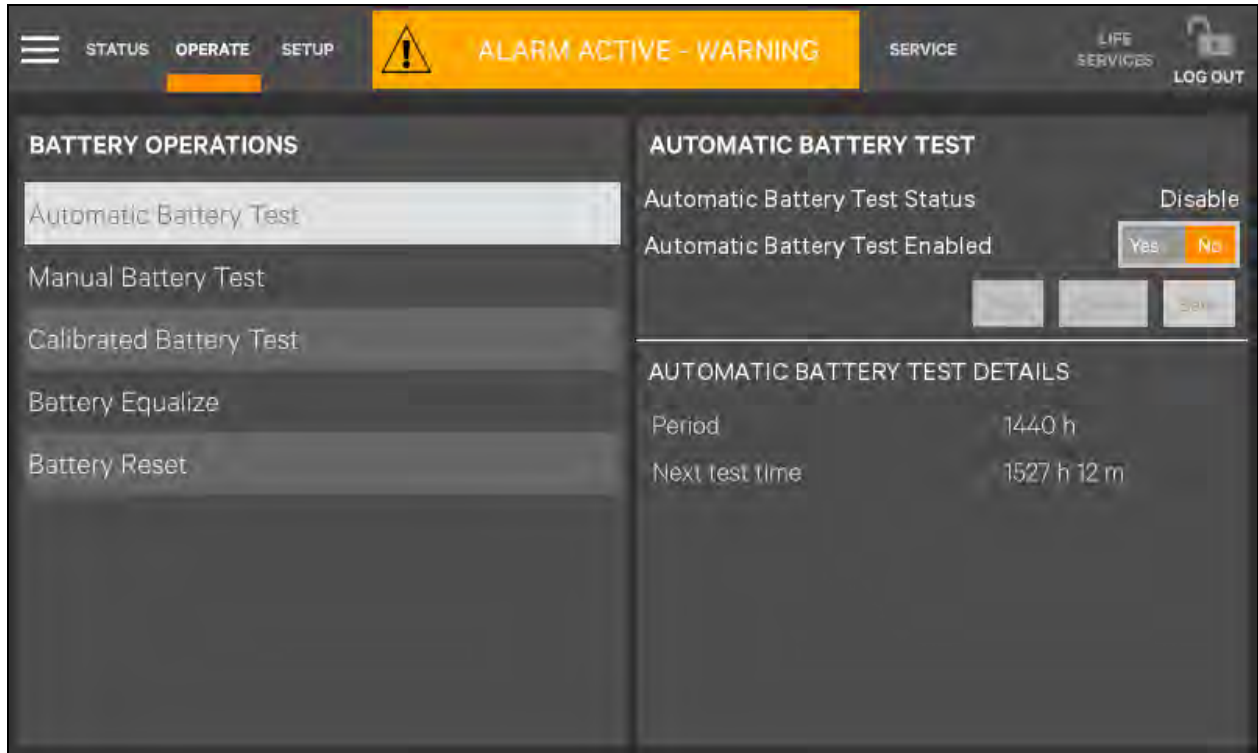 STATUS OPERATE SETUP
ALARM ACTIVE - WARNING
SERVICE
LIFE
SERVICES
LOG OUT
BATTERY OPERATIONS
Automatic Battery Test
Manual Battery Test
Calibrated Battery Test
Battery Equalize
Battery Reset
AUTOMATIC BATTERY TEST
Automatic Battery Test Status Disable
Automatic Battery Test Enabled Yes No
AUTOMATIC BATTERY TEST DETAILS
Period 1440 h
Next test time 1527 h 12 m